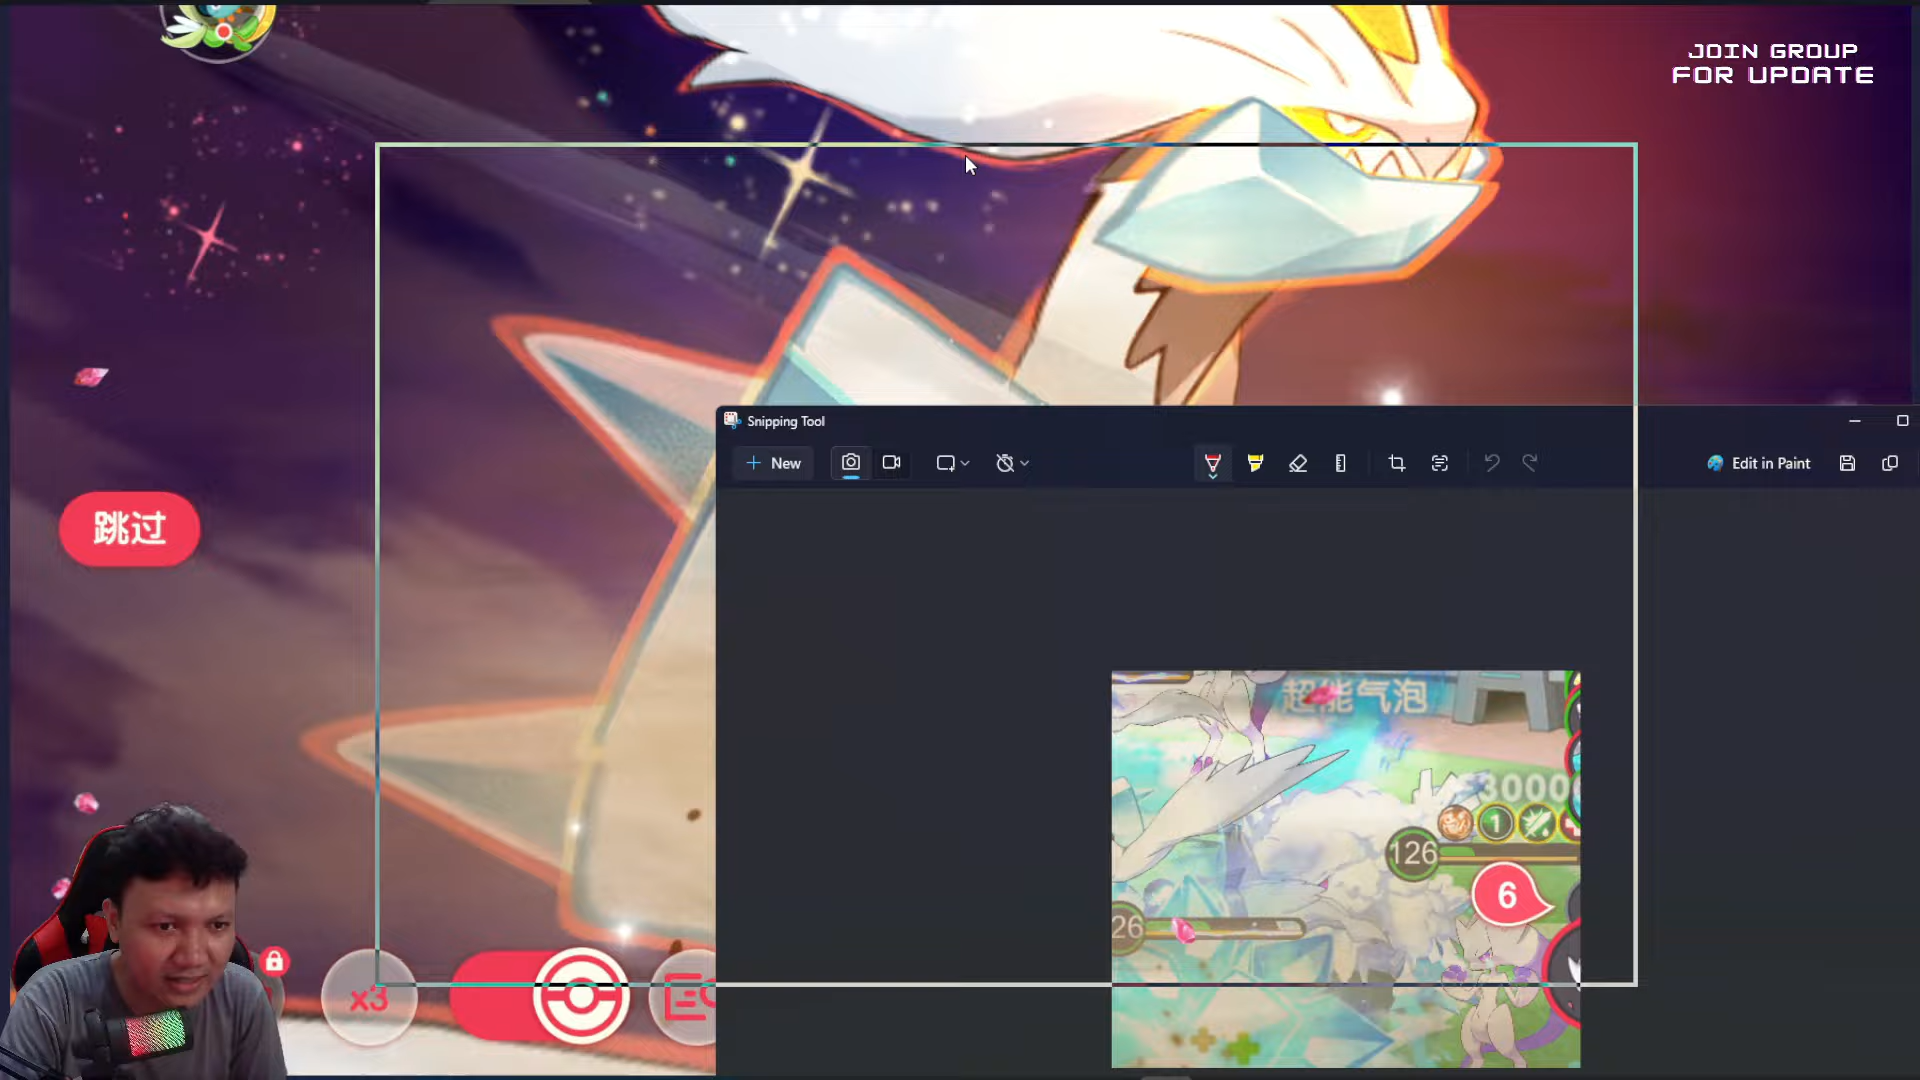 JOIN GROUP
FOR UPDATE
Snipping Tool
New
Edit in Paint
跳过
超能气泡
30000
1
126
6
26
x3